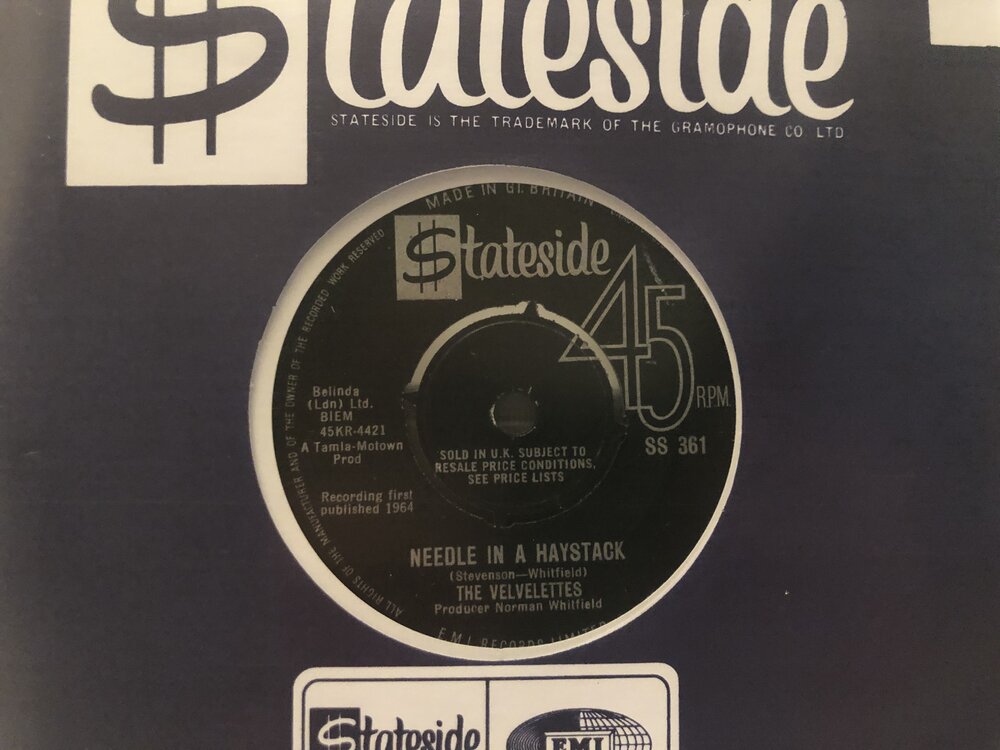 $tateside
STATESIDE IS THE TRADEMARK OF THE GRAMOPHONE CO. LTD
MADE IN GT. BRITAIN
$tateside
45
R.P.M.
SS 361
ALL RIGHTS OF THE MANUFACTURER AND OF THE OWNER OF THE RECORDED WORK RESERVED
Belinda
(Ldn) Ltd.
BIEM
45KR-4421
A Tamla-Motown
Prod
Recording first
published 1964
SOLD IN U.K. SUBJECT TO
RESALE PRICE CONDITIONS,
SEE PRICE LISTS
NEEDLE IN A HAYSTACK
(Stevenson—Whitfield)
THE VELVELETTES
Producer Norman Whitfield
E.M.I. RECORDS LIMITED
$tateside
EMI